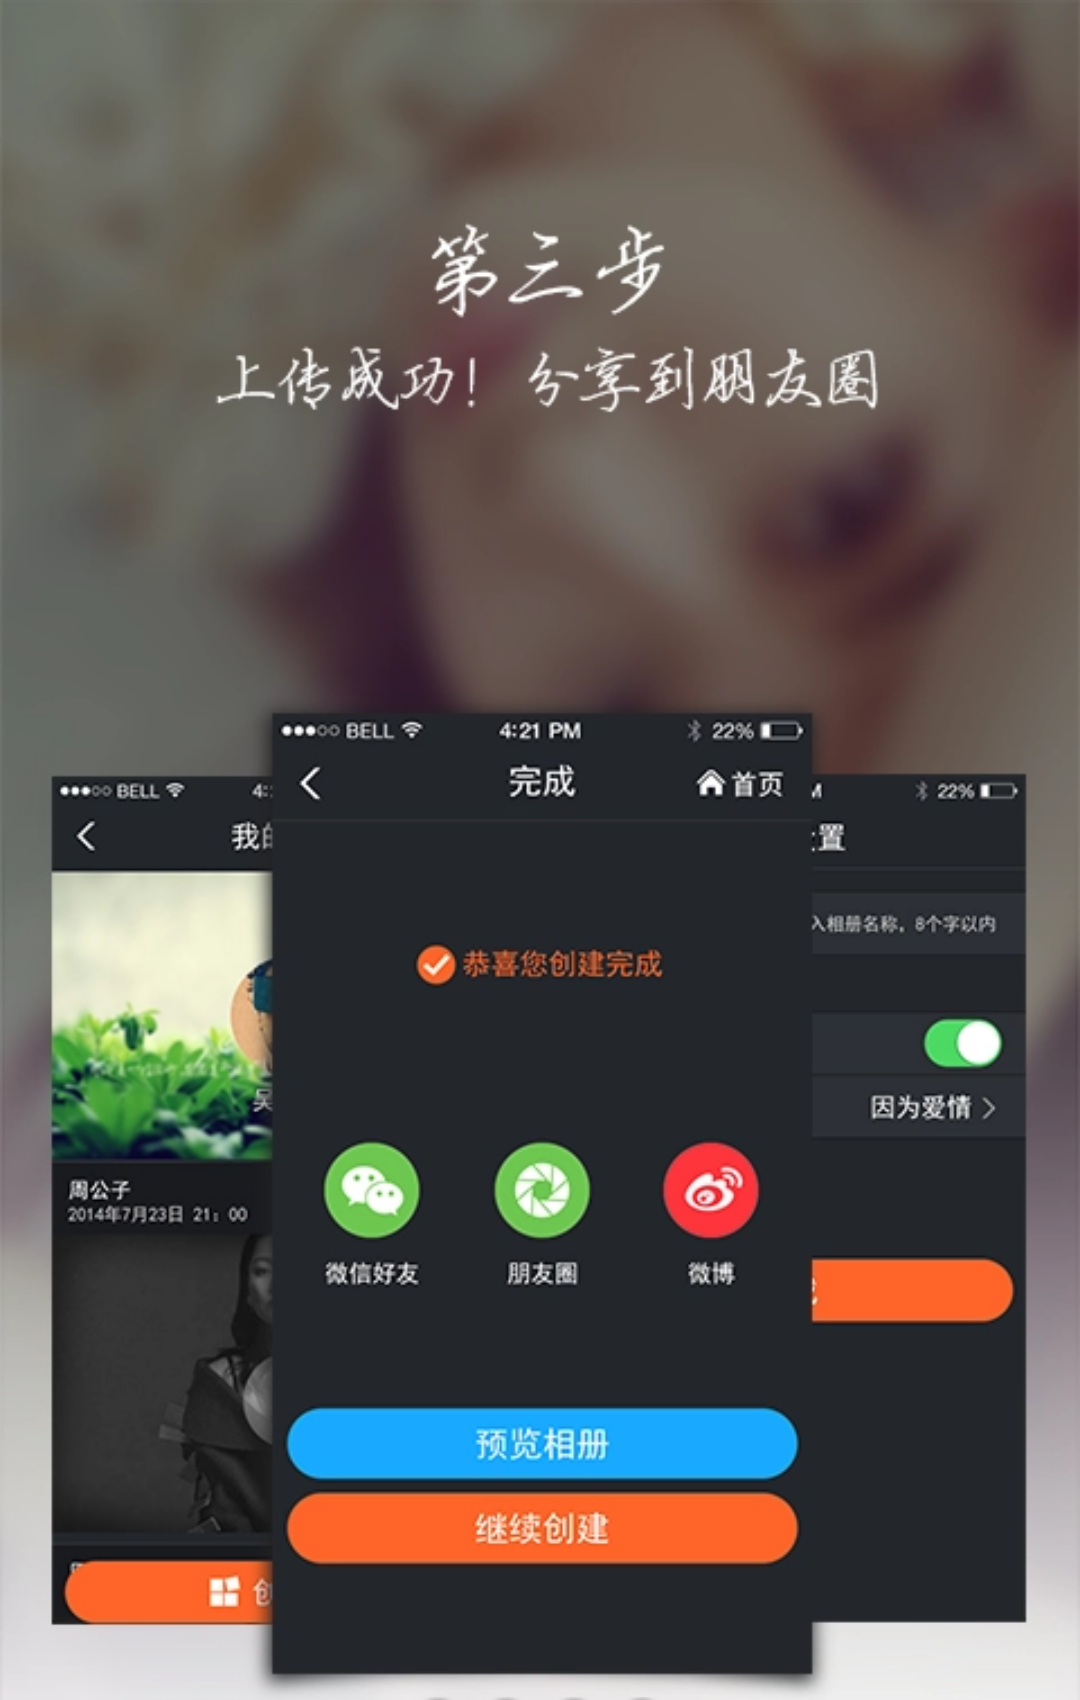 第三步
上传成功！分享到朋友圈
BELL 4:21 PM 22%
完成 首页
恭喜您创建完成
微信好友 朋友圈 微博
预览相册
继续创建
BELL 4:
我的
周公子
2014年7月23日 21：00
22%
置
入相册名称，8个字以内
因为爱情